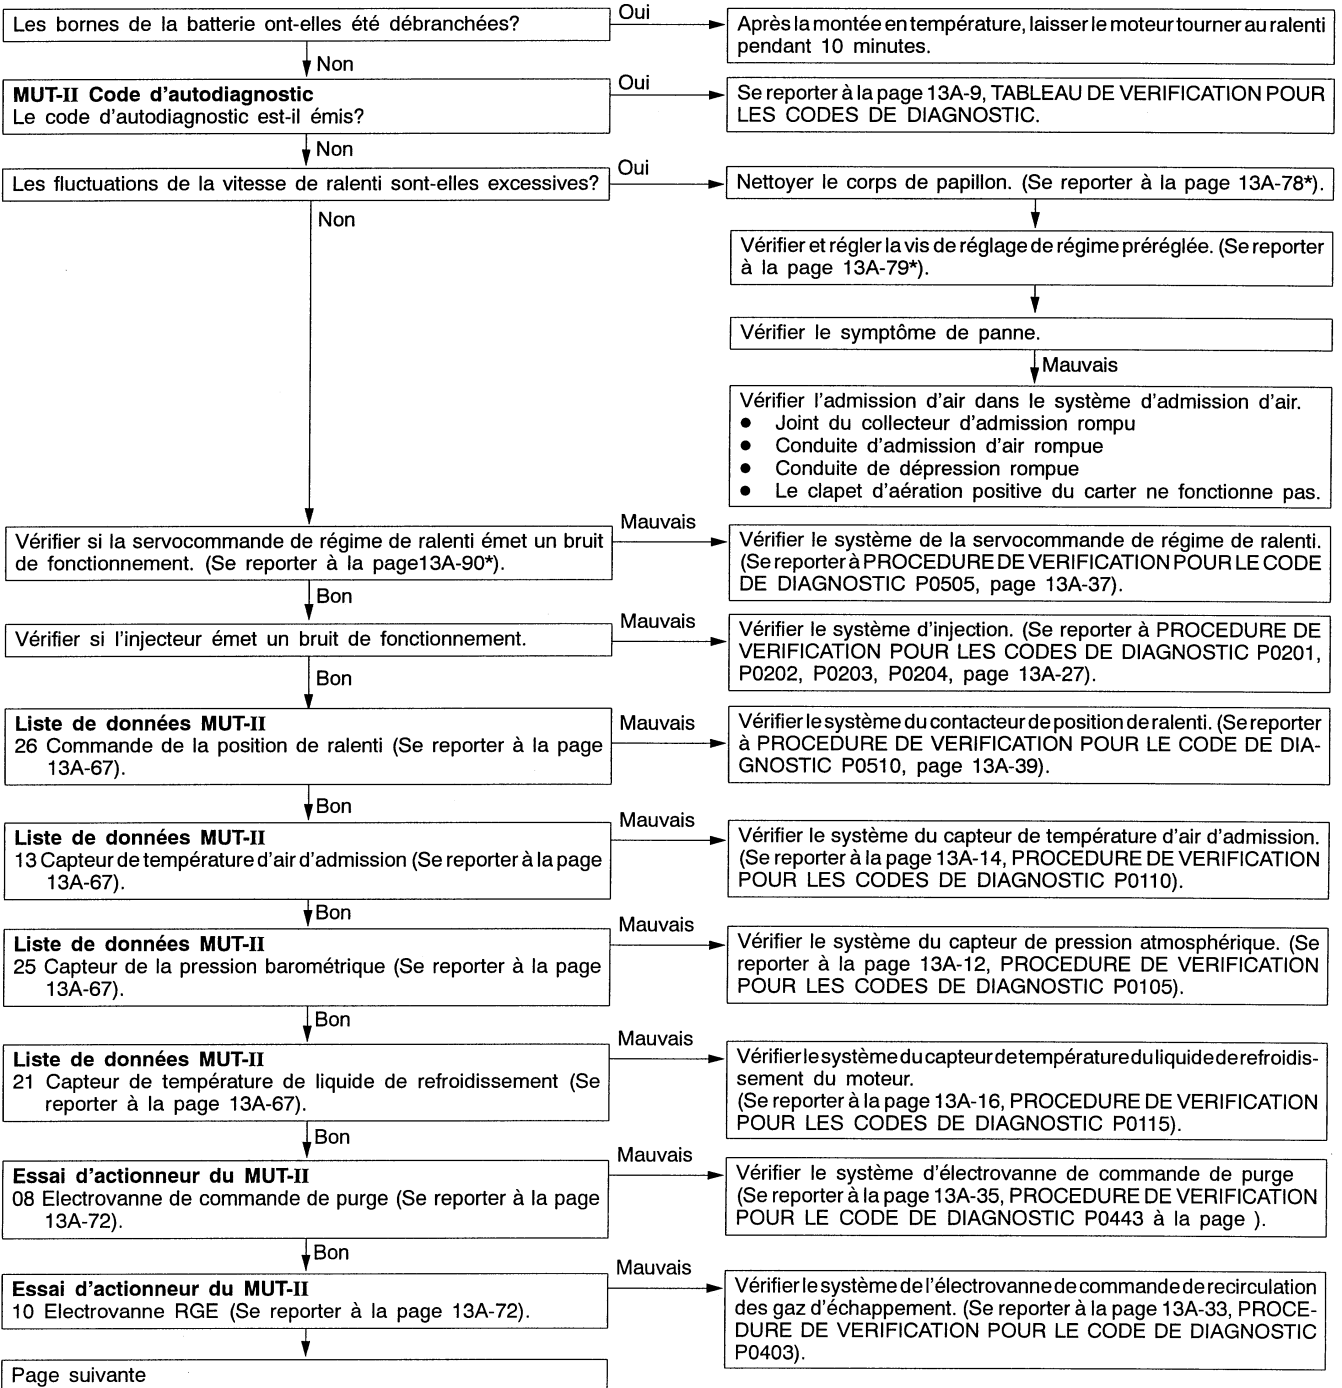 Les bornes de la batterie ont-elles été débranchées?
Oui
Après la montée en température, laisser le moteur tourner au ralenti
pendant 10 minutes.
Non
MUT-II Code d'autodiagnostic
Le code d'autodiagnostic est-il émis?
Oui
Se reporter à la page 13A-9, TABLEAU DE VERIFICATION POUR
LES CODES DE DIAGNOSTIC.
Non
Les fluctuations de la vitesse de ralenti sont-elles excessives?
Oui
Nettoyer le corps de papillon. (Se reporter à la page 13A-78*).
Non
Vérifier et régler la vis de réglage de régime préréglée. (Se reporter
à la page 13A-79*).
Vérifier le symptôme de panne.
Mauvais
Vérifier l'admission d'air dans le système d'admission d'air.
● Joint du collecteur d'admission rompu
● Conduite d'admission d'air rompue
● Conduite de dépression rompue
● Le clapet d'aération positive du carter ne fonctionne pas.
Vérifier si la servocommande de régime de ralenti émet un bruit
de fonctionnement. (Se reporter à la page13A-90*).
Mauvais
Vérifier le système de la servocommande de régime de ralenti.
(Se reporter à PROCEDURE DE VERIFICATION POUR LE CODE
DE DIAGNOSTIC P0505, page 13A-37).
Bon
Vérifier si l'injecteur émet un bruit de fonctionnement.
Mauvais
Vérifier le système d'injection. (Se reporter à PROCEDURE DE
VERIFICATION POUR LES CODES DE DIAGNOSTIC P0201,
P0202, P0203, P0204, page 13A-27).
Bon
Liste de données MUT-II
26 Commande de la position de ralenti (Se reporter à la page
13A-67).
Mauvais
Vérifier le système du contacteur de position de ralenti. (Se reporter
à PROCEDURE DE VERIFICATION POUR LE CODE DE DIA-
GNOSTIC P0510, page 13A-39).
Bon
Liste de données MUT-II
13 Capteur de température d'air d'admission (Se reporter à la page
13A-67).
Mauvais
Vérifier le système du capteur de température d'air d'admission.
(Se reporter à la page 13A-14, PROCEDURE DE VERIFICATION
POUR LES CODES DE DIAGNOSTIC P0110).
Bon
Liste de données MUT-II
25 Capteur de la pression barométrique (Se reporter à la page
13A-67).
Mauvais
Vérifier le système du capteur de pression atmosphérique. (Se
reporter à la page 13A-12, PROCEDURE DE VERIFICATION
POUR LES CODES DE DIAGNOSTIC P0105).
Bon
Liste de données MUT-II
21 Capteur de température de liquide de refroidissement (Se
reporter à la page 13A-67).
Mauvais
Vérifier le système du capteur de température du liquide de refroidis-
sement du moteur.
(Se reporter à la page 13A-16, PROCEDURE DE VERIFICATION
POUR LES CODES DE DIAGNOSTIC P0115).
Bon
Essai d'actionneur du MUT-II
08 Electrovanne de commande de purge (Se reporter à la page
13A-72).
Mauvais
Vérifier le système d'électrovanne de commande de purge
(Se reporter à la page 13A-35, PROCEDURE DE VERIFICATION
POUR LE CODE DE DIAGNOSTIC P0443 à la page ).
Bon
Essai d'actionneur du MUT-II
10 Electrovanne RGE (Se reporter à la page 13A-72).
Mauvais
Vérifier le système de l'électrovanne de commande de recirculation
des gaz d'échappement. (Se reporter à la page 13A-33, PROCE-
DURE DE VERIFICATION POUR LE CODE DE DIAGNOSTIC
P0403).
Page suivante